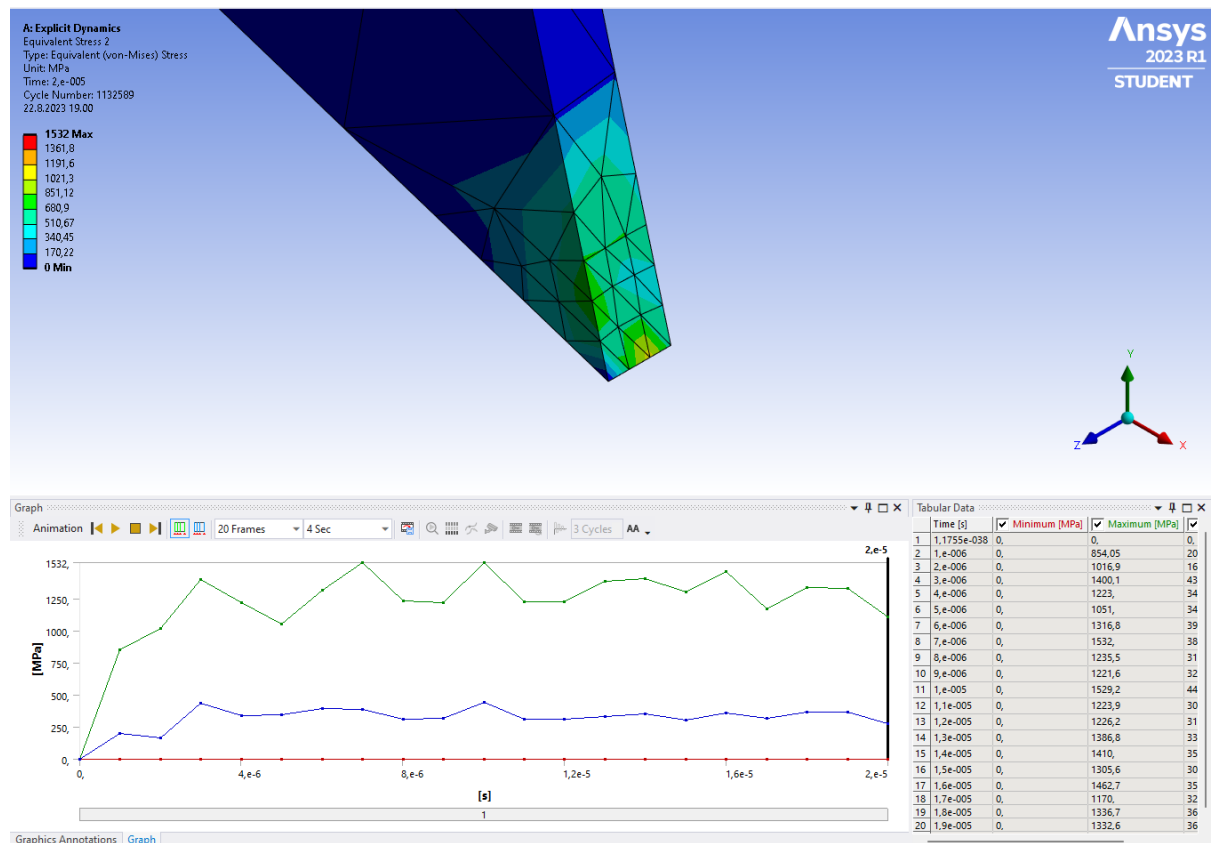 A: Explicit Dynamics
Equivalent Stress 2
Type: Equivalent (von-Mises) Stress
Unit: MPa
Time: 2,e-005
Cycle Number: 1132589
22.8.2023 19.00
1532 Max
1361,8
1191,6
1021,3
851,12
680,9
510,67
340,45
170,22
0 Min
Ansys
2023 R1
STUDENT
Y
Z
X
Graph
Animation 20 Frames 4 Sec 3 Cycles AA
2,e-5
1532,
1250,
1000,
750,
500,
250,
0,
[MPa]
0, 4,e-6 8,e-6 1,2e-5 1,6e-5 2,e-5
[s]
1
Graphics Annotations Graph
Tabular Data
Time [s] Minimum [MPa] Maximum [MPa]
1 1,1755e-038 0, 0, 0,
2 1,e-006 0, 854,05 20
3 2,e-006 0, 1016,9 16
4 3,e-006 0, 1400,1 43
5 4,e-006 0, 1223, 34
6 5,e-006 0, 1051, 34
7 6,e-006 0, 1316,8 39
8 7,e-006 0, 1532, 38
9 8,e-006 0, 1235,5 31
10 9,e-006 0, 1221,6 32
11 1,e-005 0, 1529,2 44
12 1,1e-005 0, 1223,9 30
13 1,2e-005 0, 1226,2 31
14 1,3e-005 0, 1386,8 33
15 1,4e-005 0, 1410, 35
16 1,5e-005 0, 1305,6 30
17 1,6e-005 0, 1462,7 35
18 1,7e-005 0, 1170, 32
19 1,8e-005 0, 1336,7 36
20 1,9e-005 0, 1332,6 36